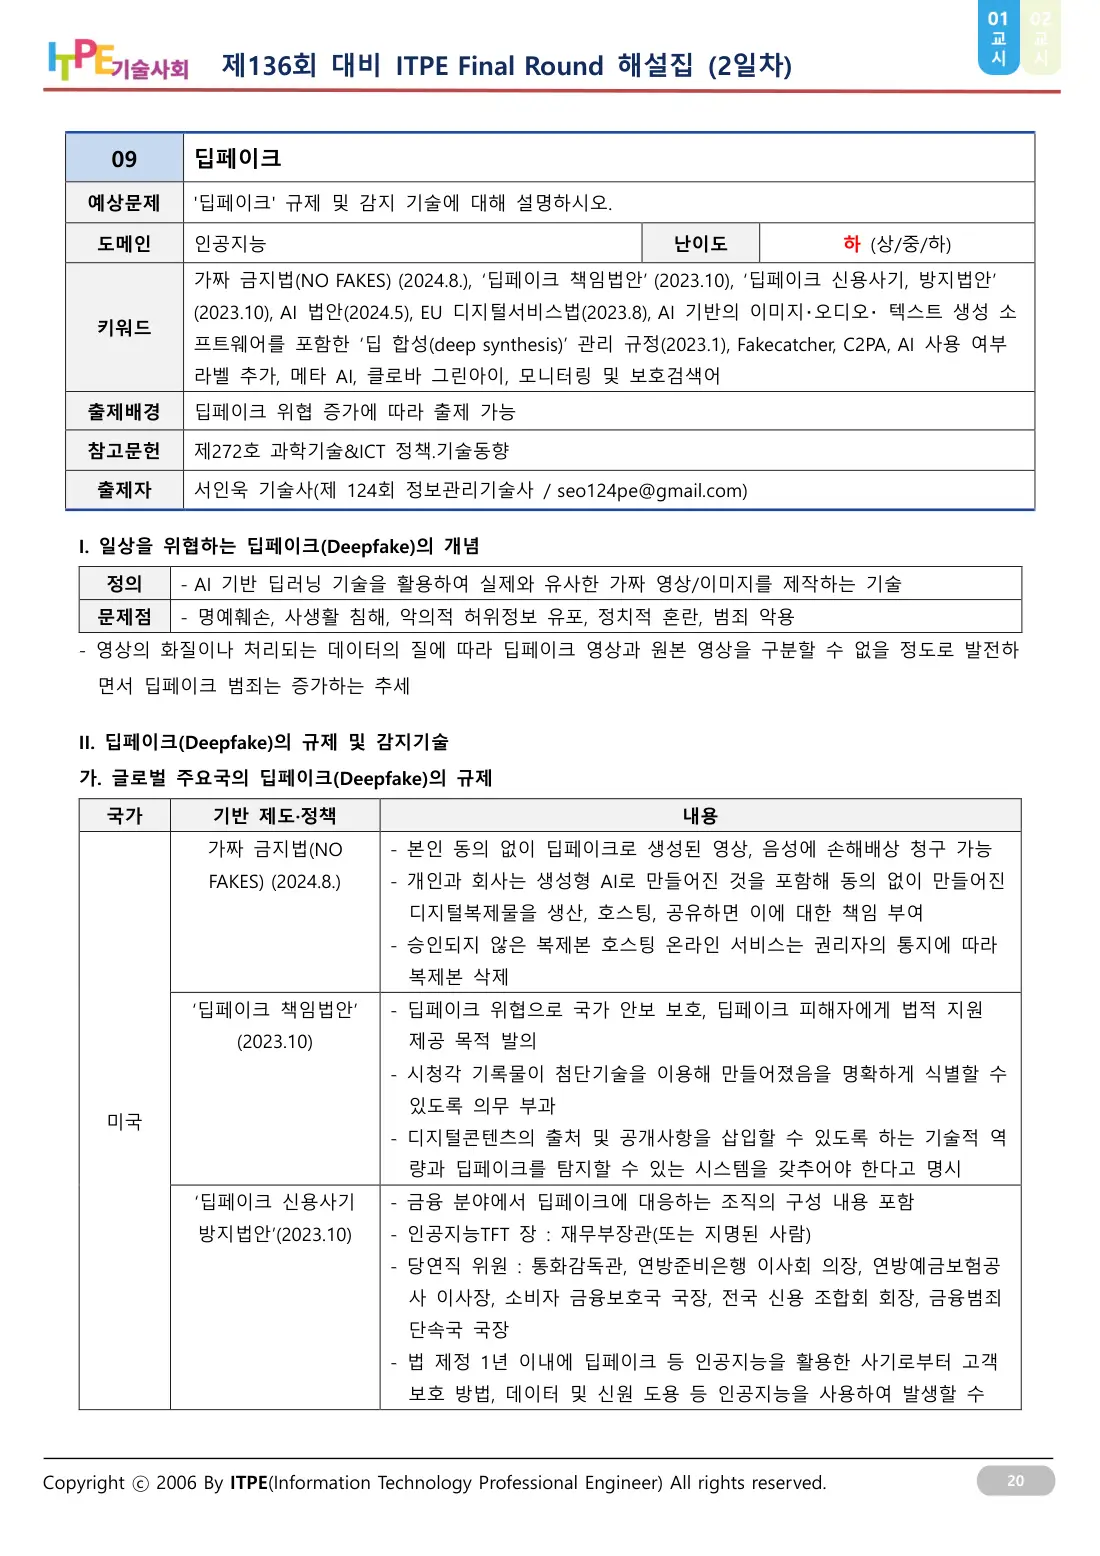 ITPE기술사회
제136회 대비 ITPE Final Round 해설집 (2일차)
01
교
시
02
교
시
09 딥페이크
예상문제 '딥페이크' 규제 및 감지 기술에 대해 설명하시오.
도메인 인공지능 난이도 하 (상/중/하)
키워드
가짜 금지법(NO FAKES) (2024.8.), ‘딥페이크 책임법안’ (2023.10), ‘딥페이크 신용사기, 방지법안’
(2023.10), AI 법안(2024.5), EU 디지털서비스법(2023.8), AI 기반의 이미지·오디오· 텍스트 생성 소
프트웨어를 포함한 ‘딥 합성(deep synthesis)’ 관리 규정(2023.1), Fakecatcher, C2PA, AI 사용 여부
라벨 추가, 메타 AI, 클로바 그린아이, 모니터링 및 보호검색어
출제배경 딥페이크 위협 증가에 따라 출제 가능
참고문헌 제272호 과학기술&ICT 정책.기술동향
출제자 서인욱 기술사(제 124회 정보관리기술사 / seo124pe@gmail.com)
I. 일상을 위협하는 딥페이크(Deepfake)의 개념
정의 - AI 기반 딥러닝 기술을 활용하여 실제와 유사한 가짜 영상/이미지를 제작하는 기술
문제점 - 명예훼손, 사생활 침해, 악의적 허위정보 유포, 정치적 혼란, 범죄 악용
- 영상의 화질이나 처리되는 데이터의 질에 따라 딥페이크 영상과 원본 영상을 구분할 수 없을 정도로 발전하
면서 딥페이크 범죄는 증가하는 추세
II. 딥페이크(Deepfake)의 규제 및 감지기술
가. 글로벌 주요국의 딥페이크(Deepfake)의 규제
국가 기반 제도·정책 내용
미국
가짜 금지법(NO
FAKES) (2024.8.)
- 본인 동의 없이 딥페이크로 생성된 영상, 음성에 손해배상 청구 가능
- 개인과 회사는 생성형 AI로 만들어진 것을 포함해 동의 없이 만들어진
디지털복제물을 생산, 호스팅, 공유하면 이에 대한 책임 부여
- 승인되지 않은 복제본 호스팅 온라인 서비스는 권리자의 통지에 따라
복제본 삭제
‘딥페이크 책임법안’
(2023.10)
- 딥페이크 위협으로 국가 안보 보호, 딥페이크 피해자에게 법적 지원
제공 목적 발의
- 시청각 기록물이 첨단기술을 이용해 만들어졌음을 명확하게 식별할 수
있도록 의무 부과
- 디지털콘텐츠의 출처 및 공개사항을 삽입할 수 있도록 하는 기술적 역
량과 딥페이크를 탐지할 수 있는 시스템을 갖추어야 한다고 명시
‘딥페이크 신용사기
방지법안’(2023.10)
- 금융 분야에서 딥페이크에 대응하는 조직의 구성 내용 포함
- 인공지능TFT 장 : 재무부장관(또는 지명된 사람)
- 당연직 위원 : 통화감독관, 연방준비은행 이사회 의장, 연방예금보험공
사 이사장, 소비자 금융보호국 국장, 전국 신용 조합회 회장, 금융범죄
단속국 국장
- 법 제정 1년 이내에 딥페이크 등 인공지능을 활용한 사기로부터 고객
보호 방법, 데이터 및 신원 도용 등 인공지능을 사용하여 발생할 수
Copyright ⓒ 2006 By ITPE(Information Technology Professional Engineer) All rights reserved.
20